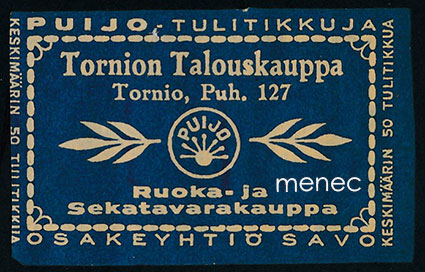 PUIJO-TULITIKKUJA
KESKIMÄÄRIN 50 TULITIKKUA
Tornion Talouskauppa
Tornio, Puh. 127
PUIJO
Ruoka- ja
menec
Sekatavarakauppa
KESKIMÄÄRIN 50 TULITIKKUA
OSAKEYHTIÖ SAVO